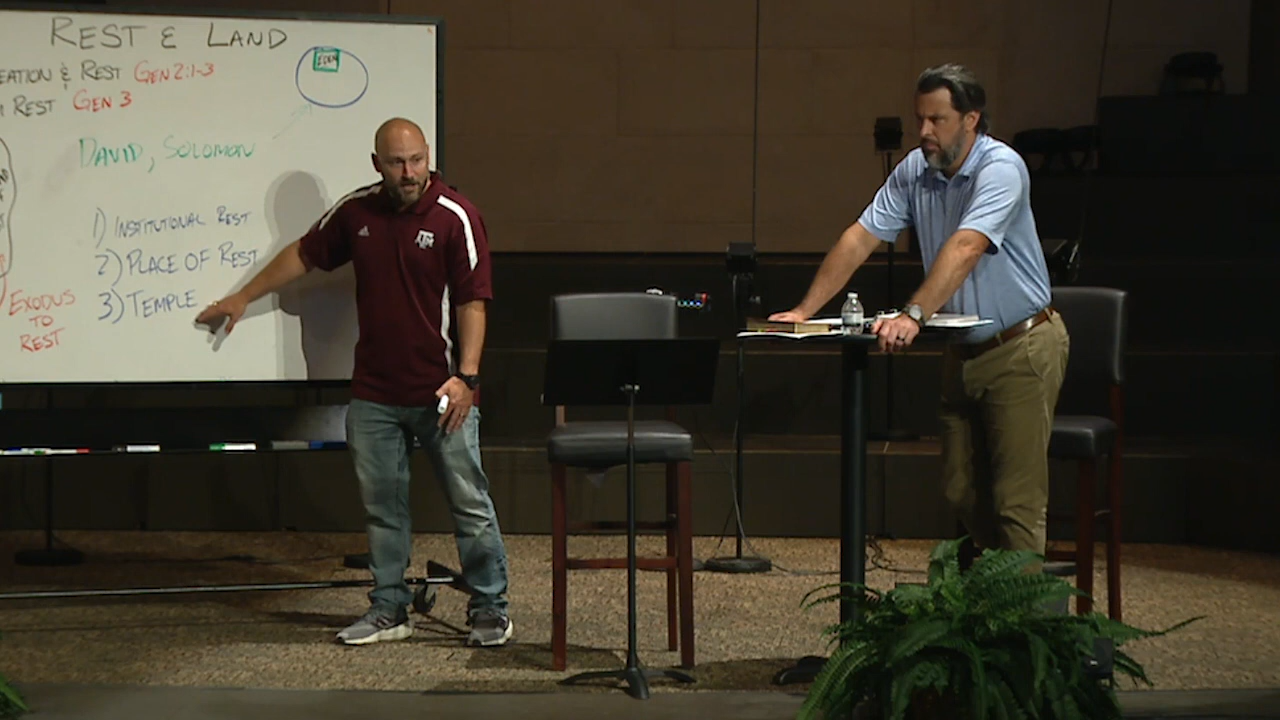 REST & LAND
EATION & REST GEN 2:1-3
REST GEN 3
EDEN
DAVID, SOLOMON
1) INSTITUTIONAL REST
2) PLACE OF REST
3) TEMPLE
EXODUS
TO
REST
ATM